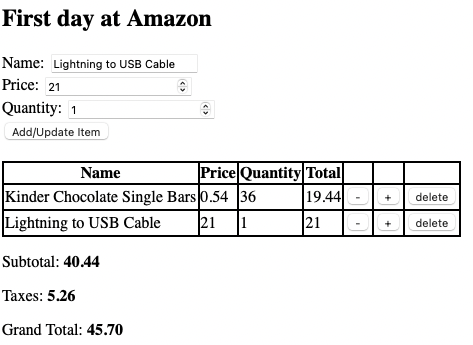 First day at Amazon
Name: Lightning to USB Cable
Price: 21
Quantity: 1
Add/Update Item
Name Price Quantity Total
Kinder Chocolate Single Bars 0.54 36 19.44 - + delete
Lightning to USB Cable 21 1 21 - + delete
Subtotal: 40.44
Taxes: 5.26
Grand Total: 45.70